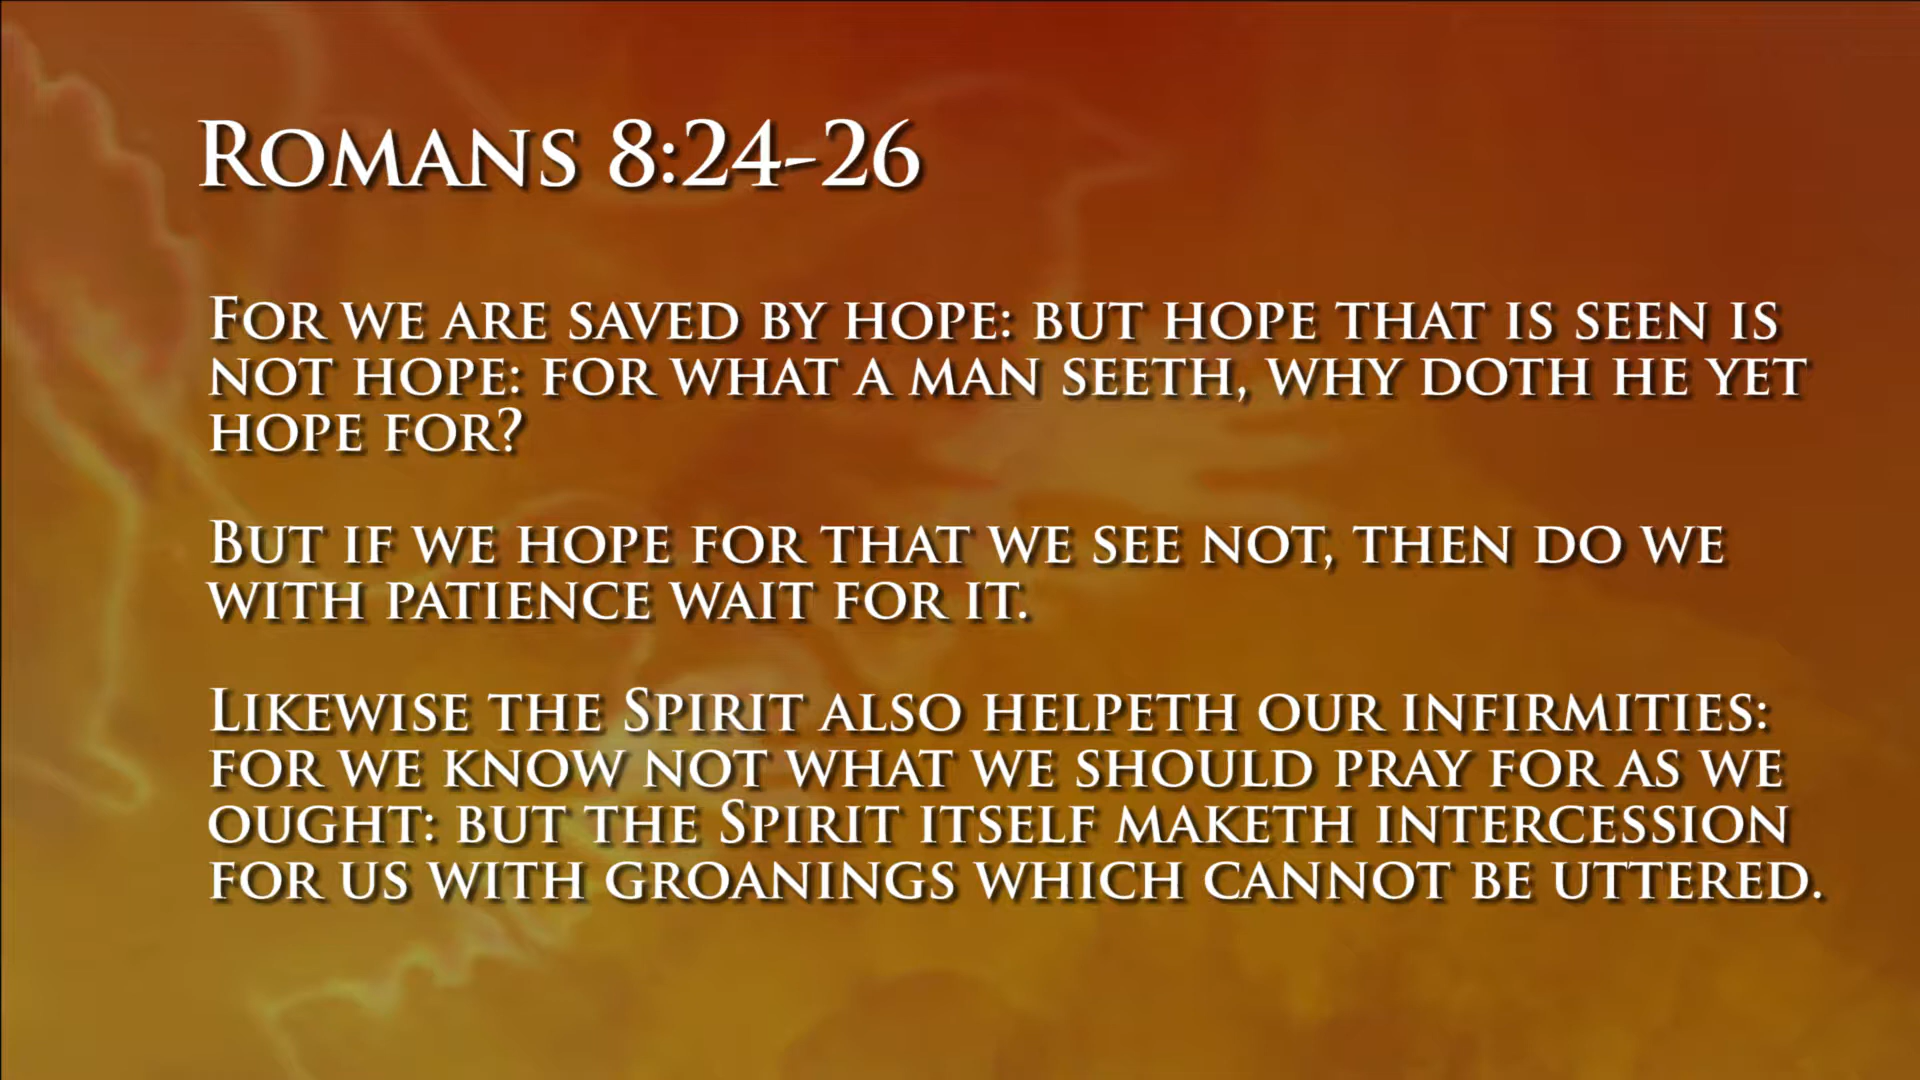 Romans 8:24-26
For we are saved by hope: but hope that is seen is
not hope: for what a man seeth, why doth he yet
hope for?
But if we hope for that we see not, then do we
with patience wait for it.
Likewise the Spirit also helpeth our infirmities:
for we know not what we should pray for as we
ought: but the Spirit itself maketh intercession
for us with groanings which cannot be uttered.